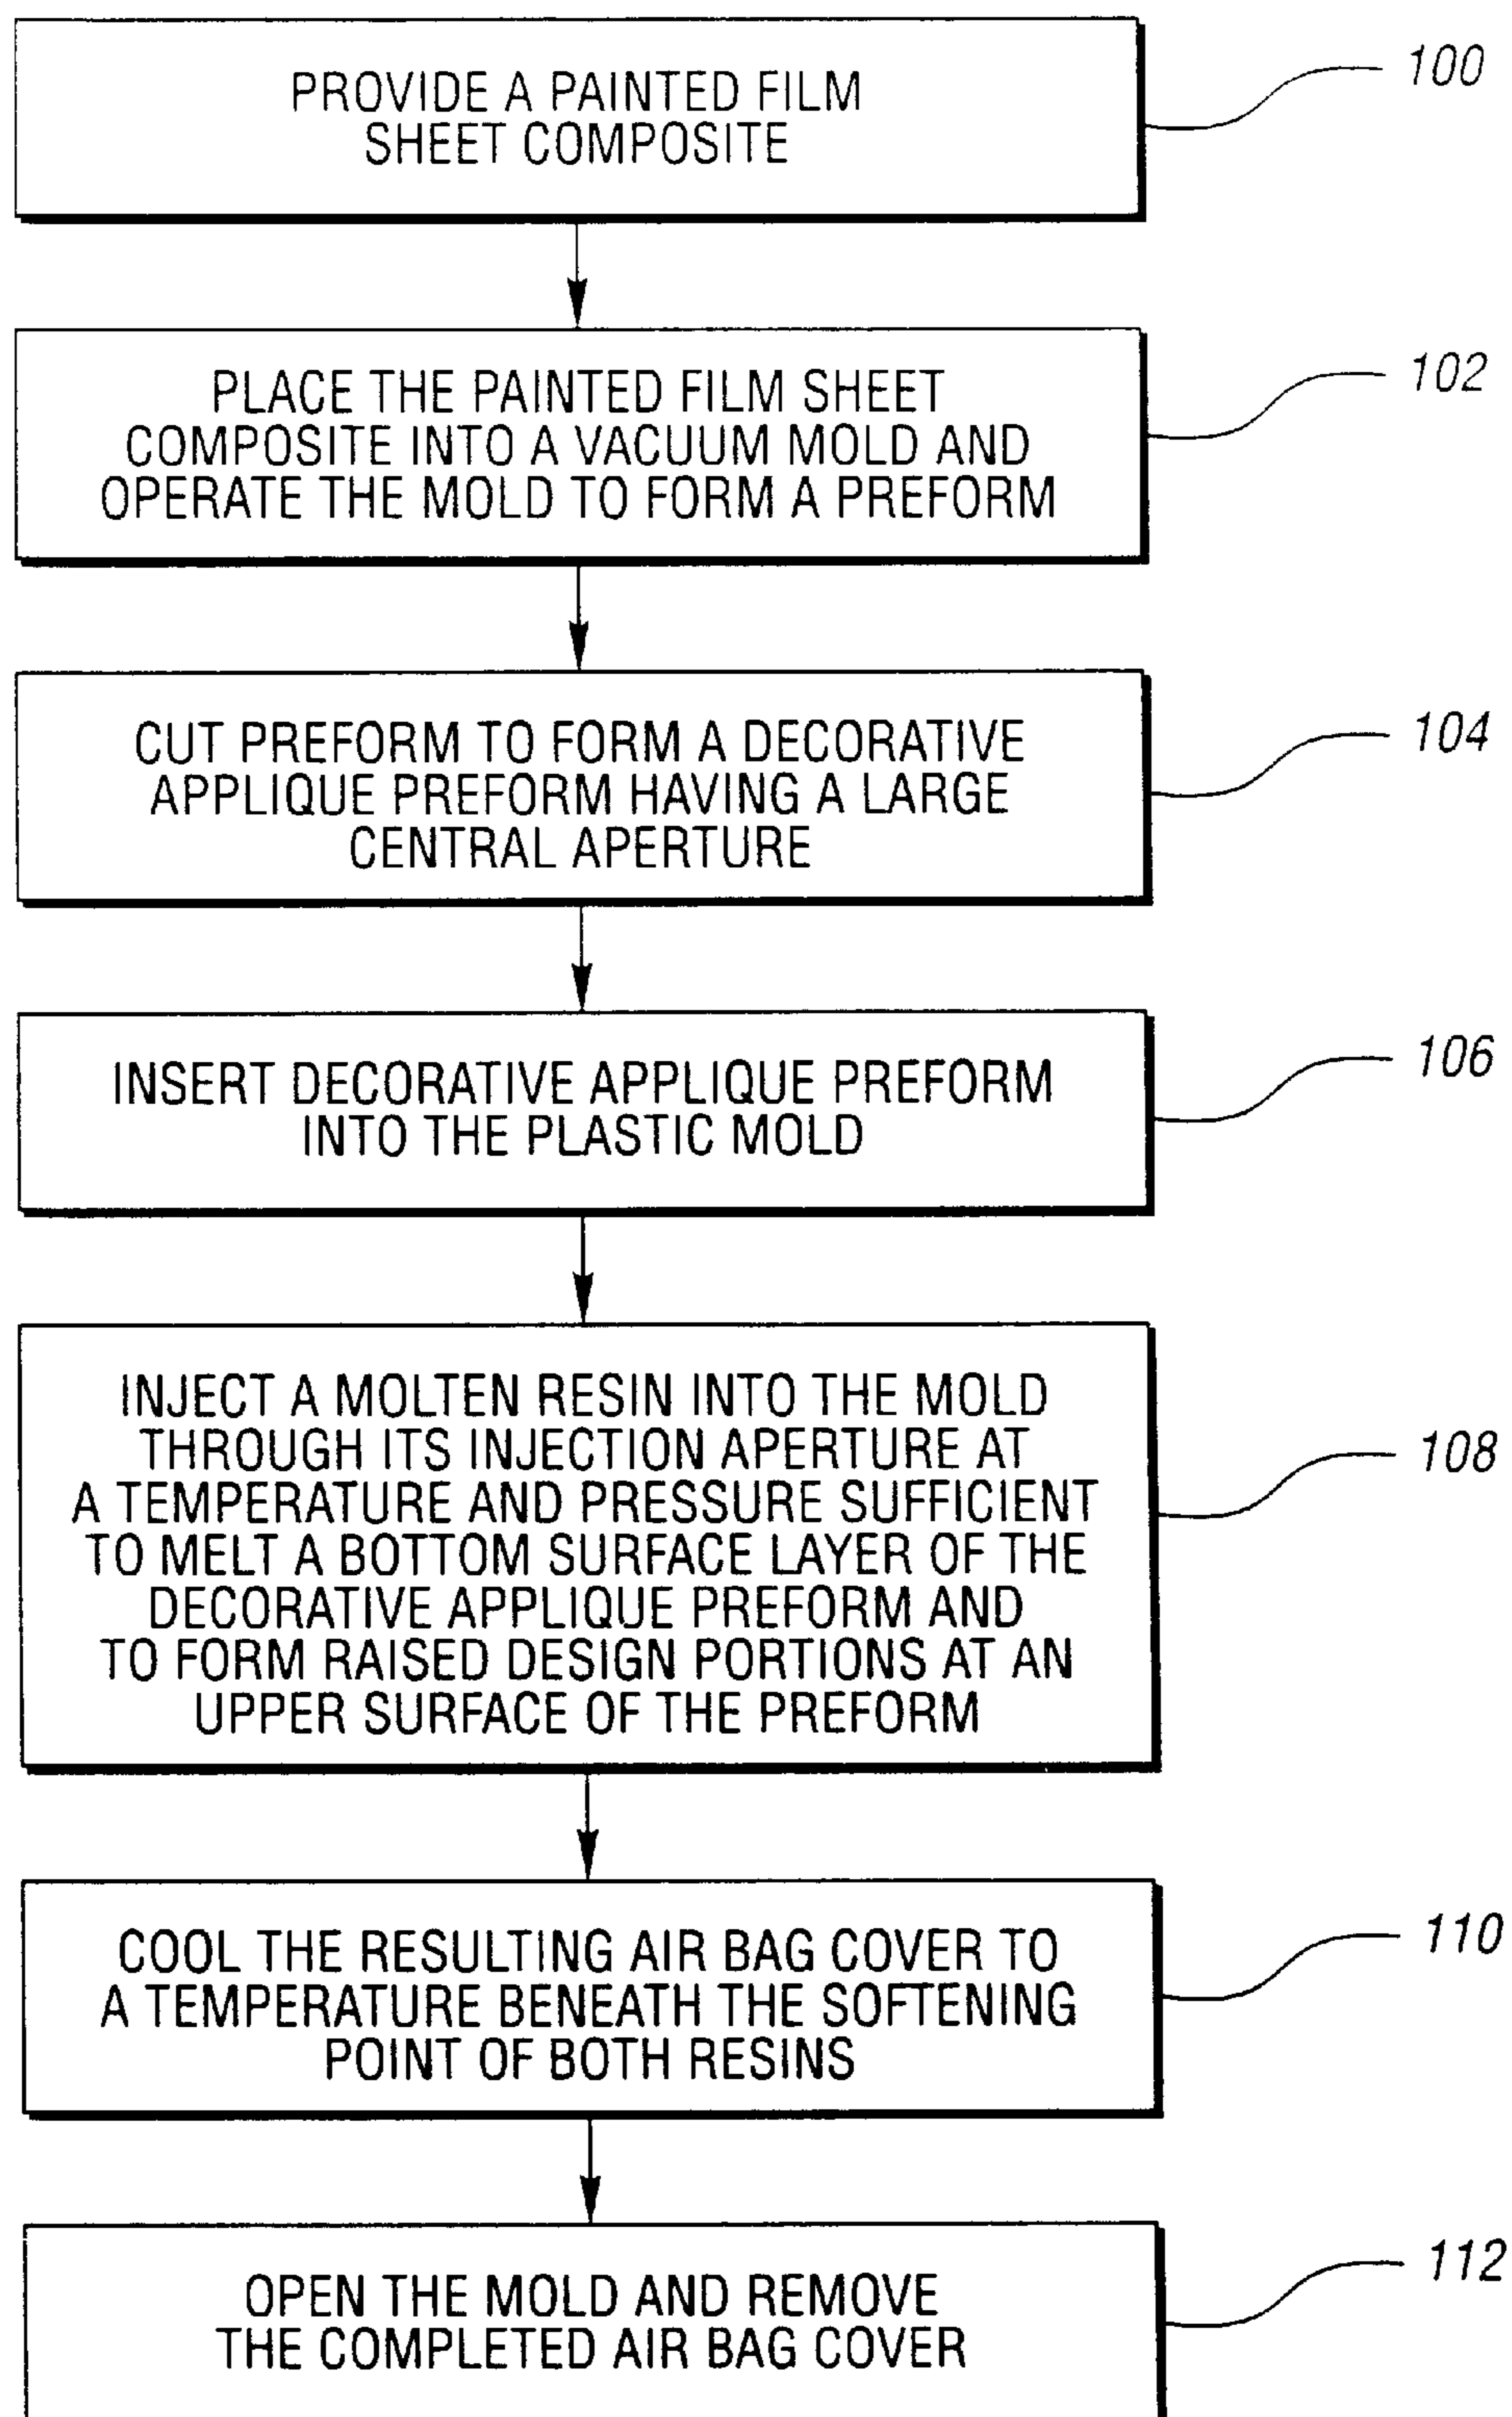 PROVIDE A PAINTED FILM
SHEET COMPOSITE
100
PLACE THE PAINTED FILM SHEET
COMPOSITE INTO A VACUUM MOLD AND
OPERATE THE MOLD TO FORM A PREFORM
102
CUT PREFORM TO FORM A DECORATIVE
APPLIQUE PREFORM HAVING A LARGE
CENTRAL APERTURE
104
INSERT DECORATIVE APPLIQUE PREFORM
INTO THE PLASTIC MOLD
106
INJECT A MOLTEN RESIN INTO THE MOLD
THROUGH ITS INJECTION APERTURE AT
A TEMPERATURE AND PRESSURE SUFFICIENT
TO MELT A BOTTOM SURFACE LAYER OF THE
DECORATIVE APPLIQUE PREFORM AND
TO FORM RAISED DESIGN PORTIONS AT AN
UPPER SURFACE OF THE PREFORM
108
COOL THE RESULTING AIR BAG COVER TO
A TEMPERATURE BENEATH THE SOFTENING
POINT OF BOTH RESINS
110
OPEN THE MOLD AND REMOVE
THE COMPLETED AIR BAG COVER
112